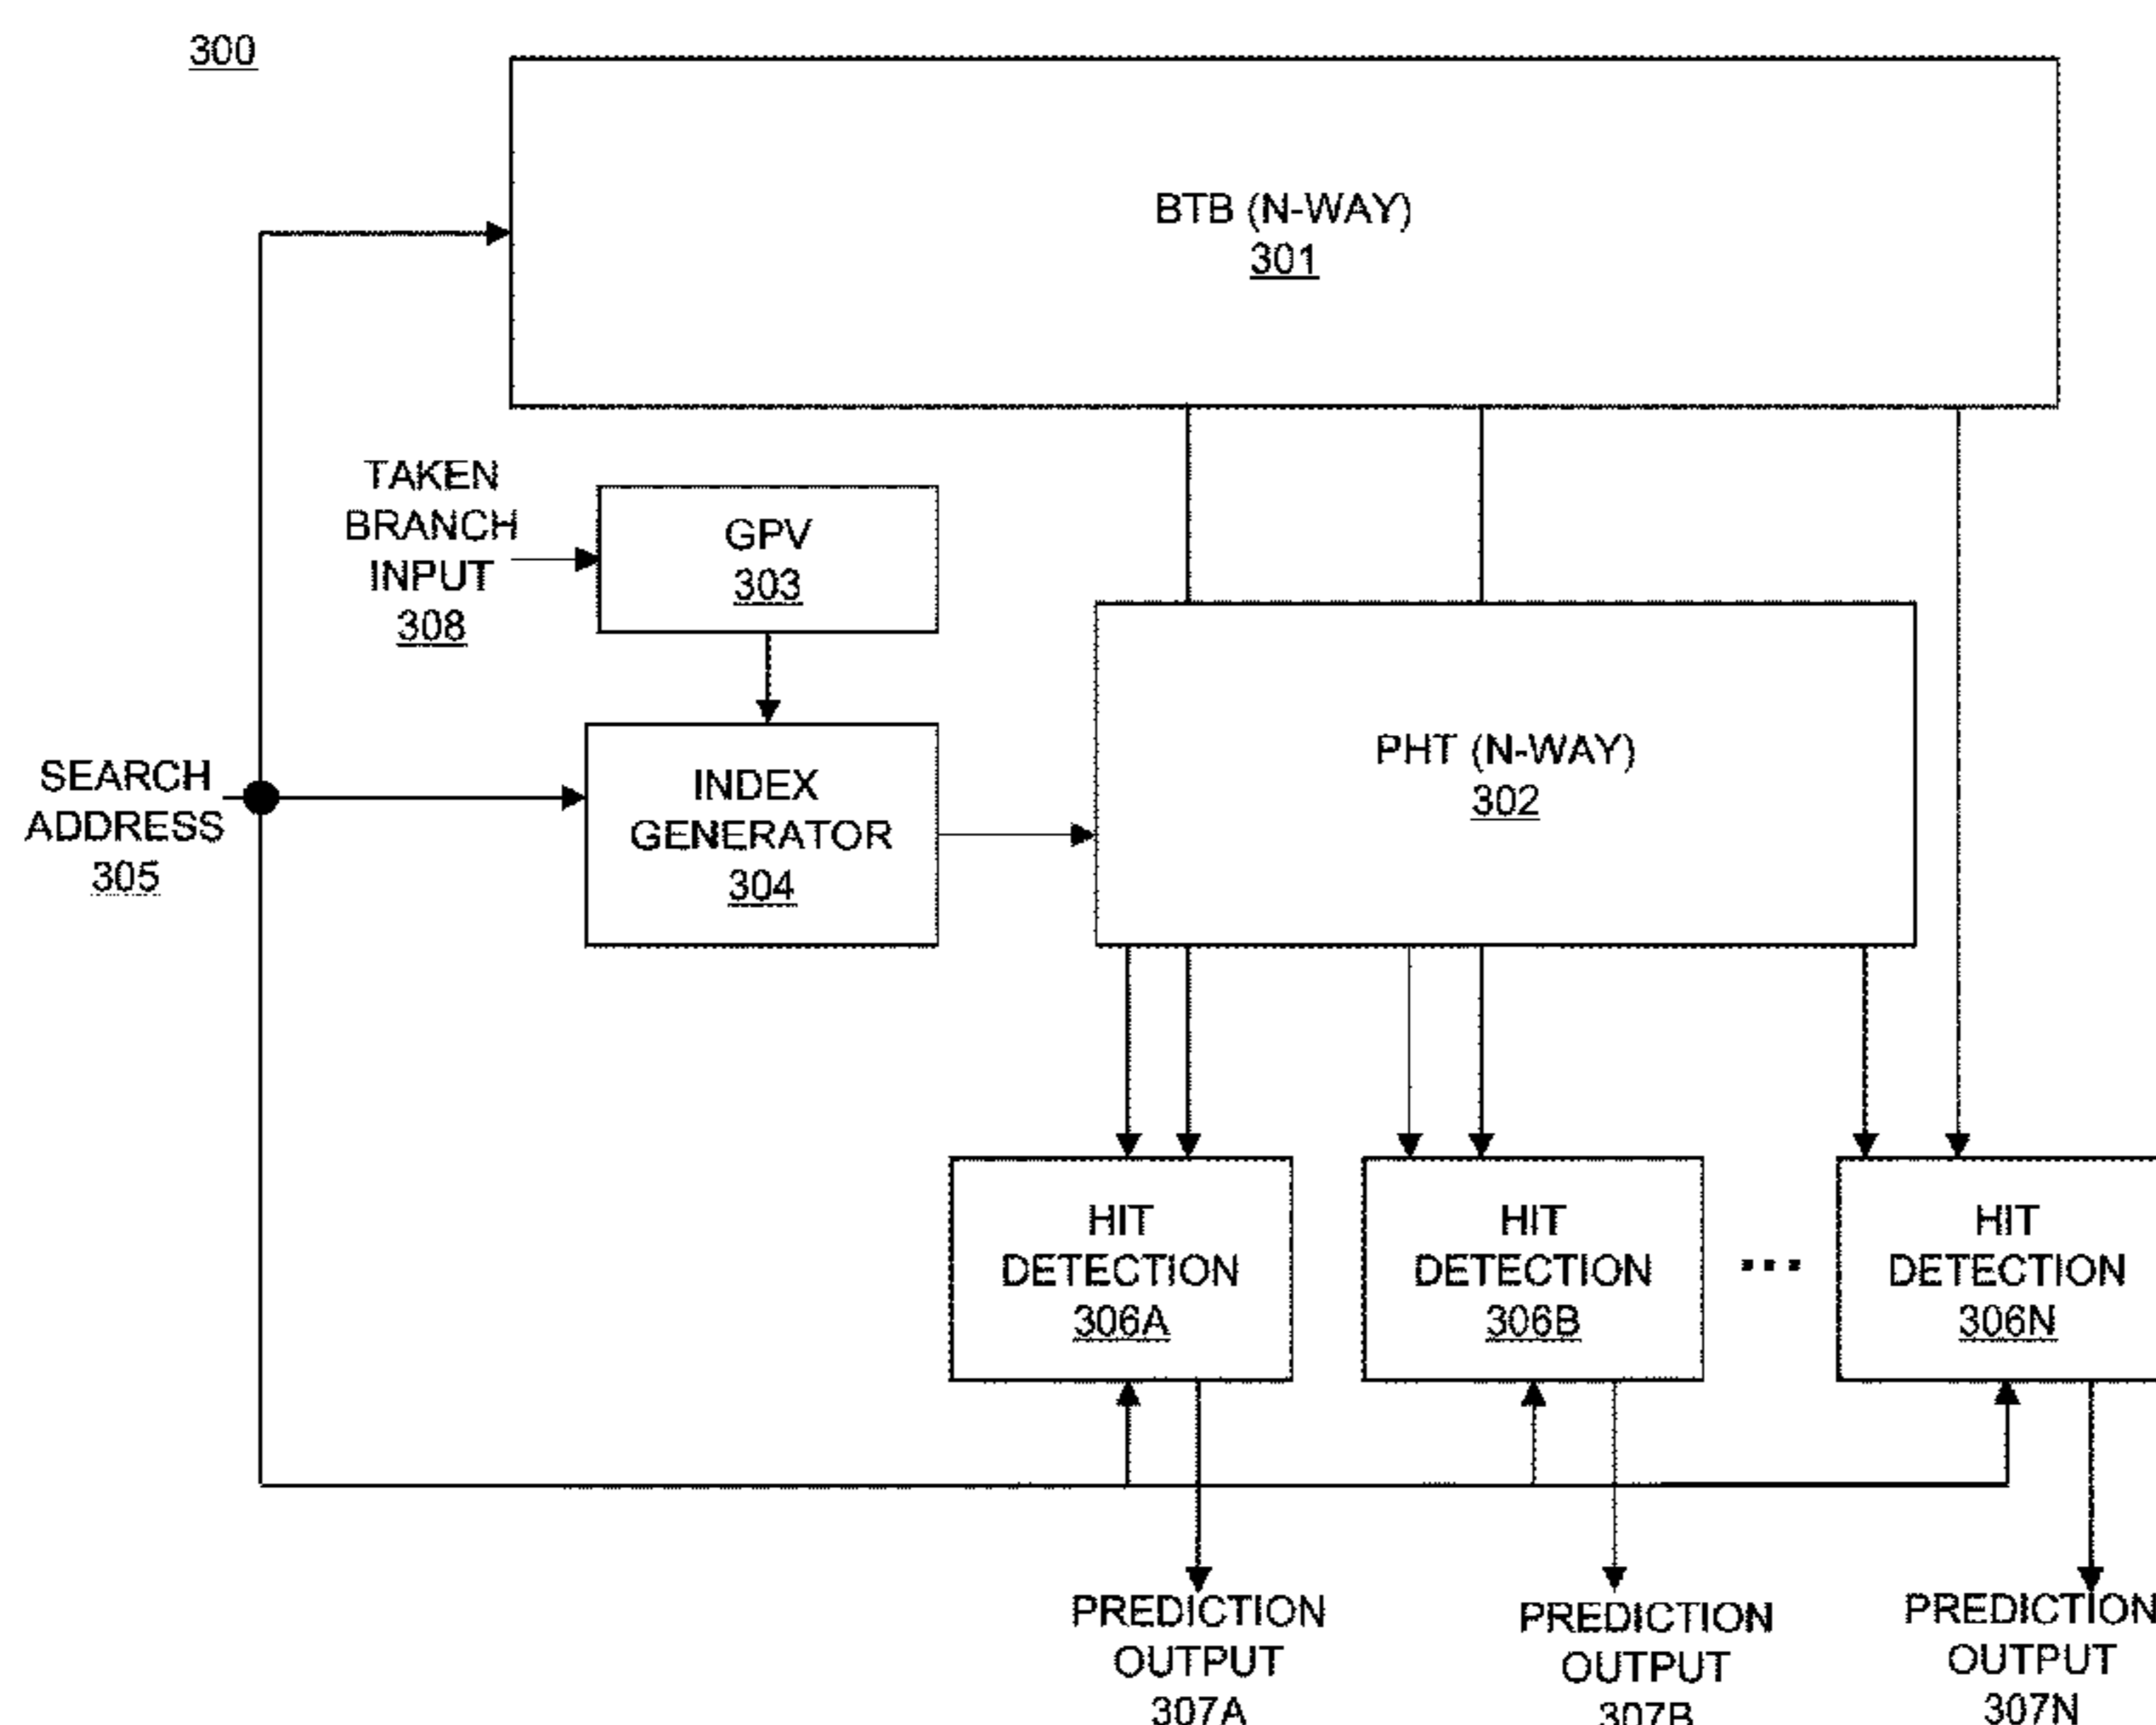 300
BTB (N-WAY)
301
TAKEN
BRANCH
INPUT
308
GPV
303
SEARCH
ADDRESS
305
INDEX
GENERATOR
304
PHT (N-WAY)
302
HIT
DETECTION
306A
HIT
DETECTION
306B
...
HIT
DETECTION
306N
PREDICTION
OUTPUT
307A
PREDICTION
OUTPUT
307B
PREDICTION
OUTPUT
307N